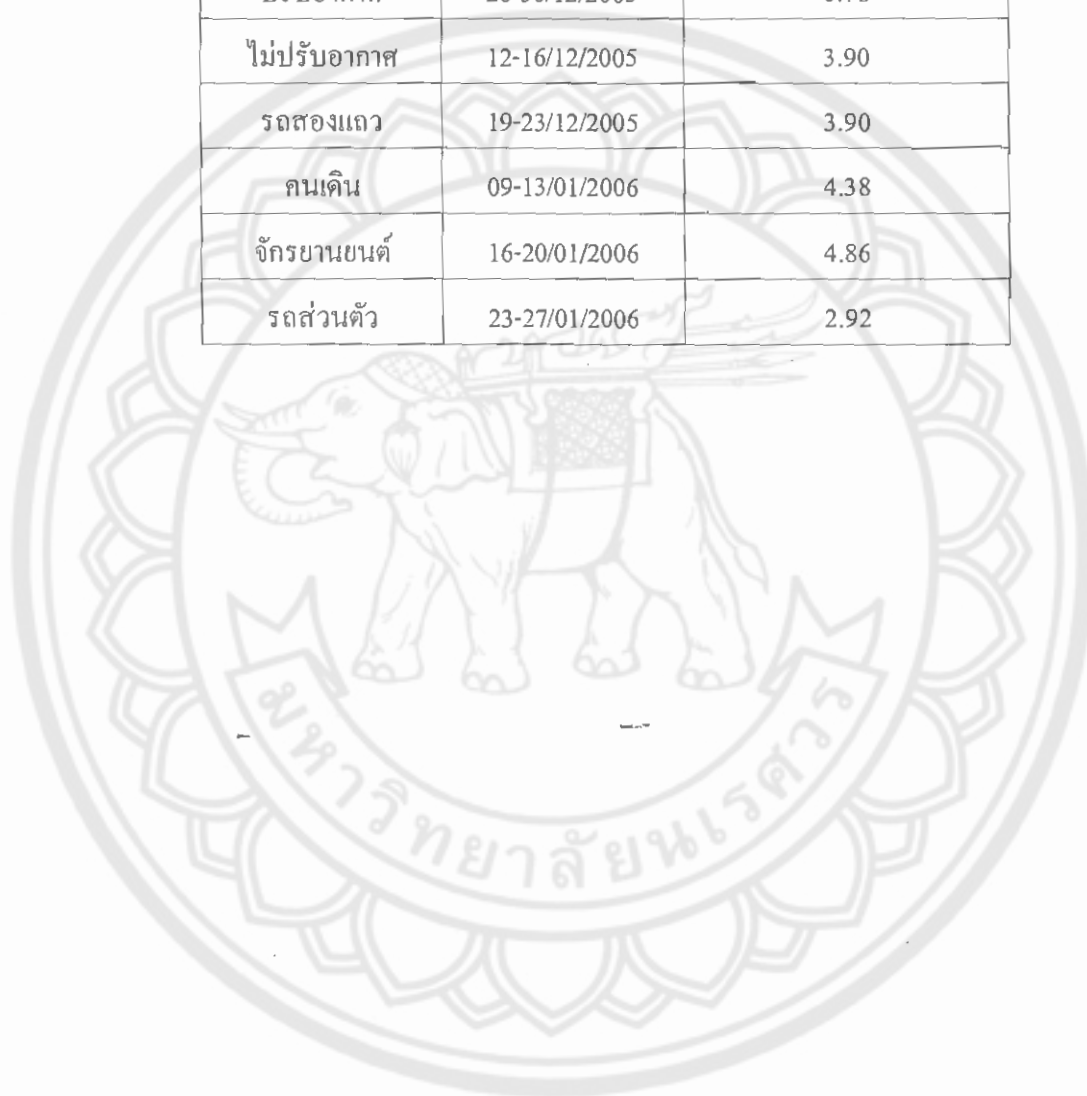 ไม่ปรับอากาศ 12-16/12/2005 3.90
รถสองแถว 19-23/12/2005 3.90
คนเดิน 09-13/01/2006 4.38
จักรยานยนต์ 16-20/01/2006 4.86
รถส่วนตัว 23-27/01/2006 2.92
มหาวิทยาลัยนเรศวร